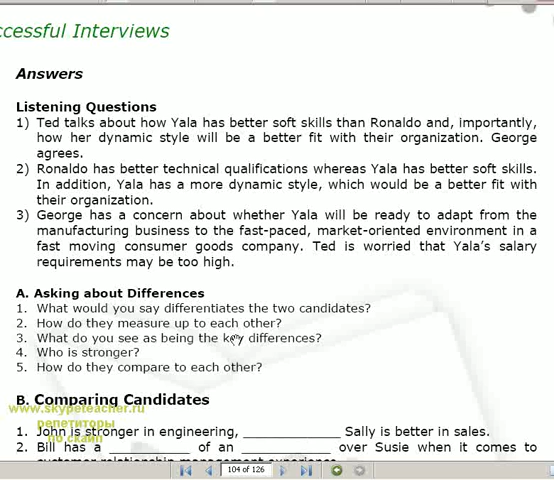 ccessful Interviews
Answers
Listening Questions
1) Ted talks about how Yala has better soft skills than Ronaldo and, importantly,
how her dynamic style will be a better fit with their organization. George
agrees.
2) Ronaldo has better technical qualifications whereas Yala has better soft skills.
In addition, Yala has a more dynamic style, which would be a better fit with
their organization.
3) George has a concern about whether Yala will be ready to adapt from the
manufacturing business to the fast-paced, market-oriented environment in a
fast moving consumer goods company. Ted is worried that Yala's salary
requirements may be too high.
A. Asking about Differences
1. What would you say differentiates the two candidates?
2. How do they measure up to each other?
3. What do you see as being the key differences?
4. Who is stronger?
5. How do they compare to each other?
B. Comparing Candidates
www.skypeteacher.ru
репетиторы
по скайп
1. John is stronger in engineering, ____________ Sally is better in sales.
2. Bill has a __________ of an ___________ over Susie when it comes to
customer relationship management experience.
104 of 126